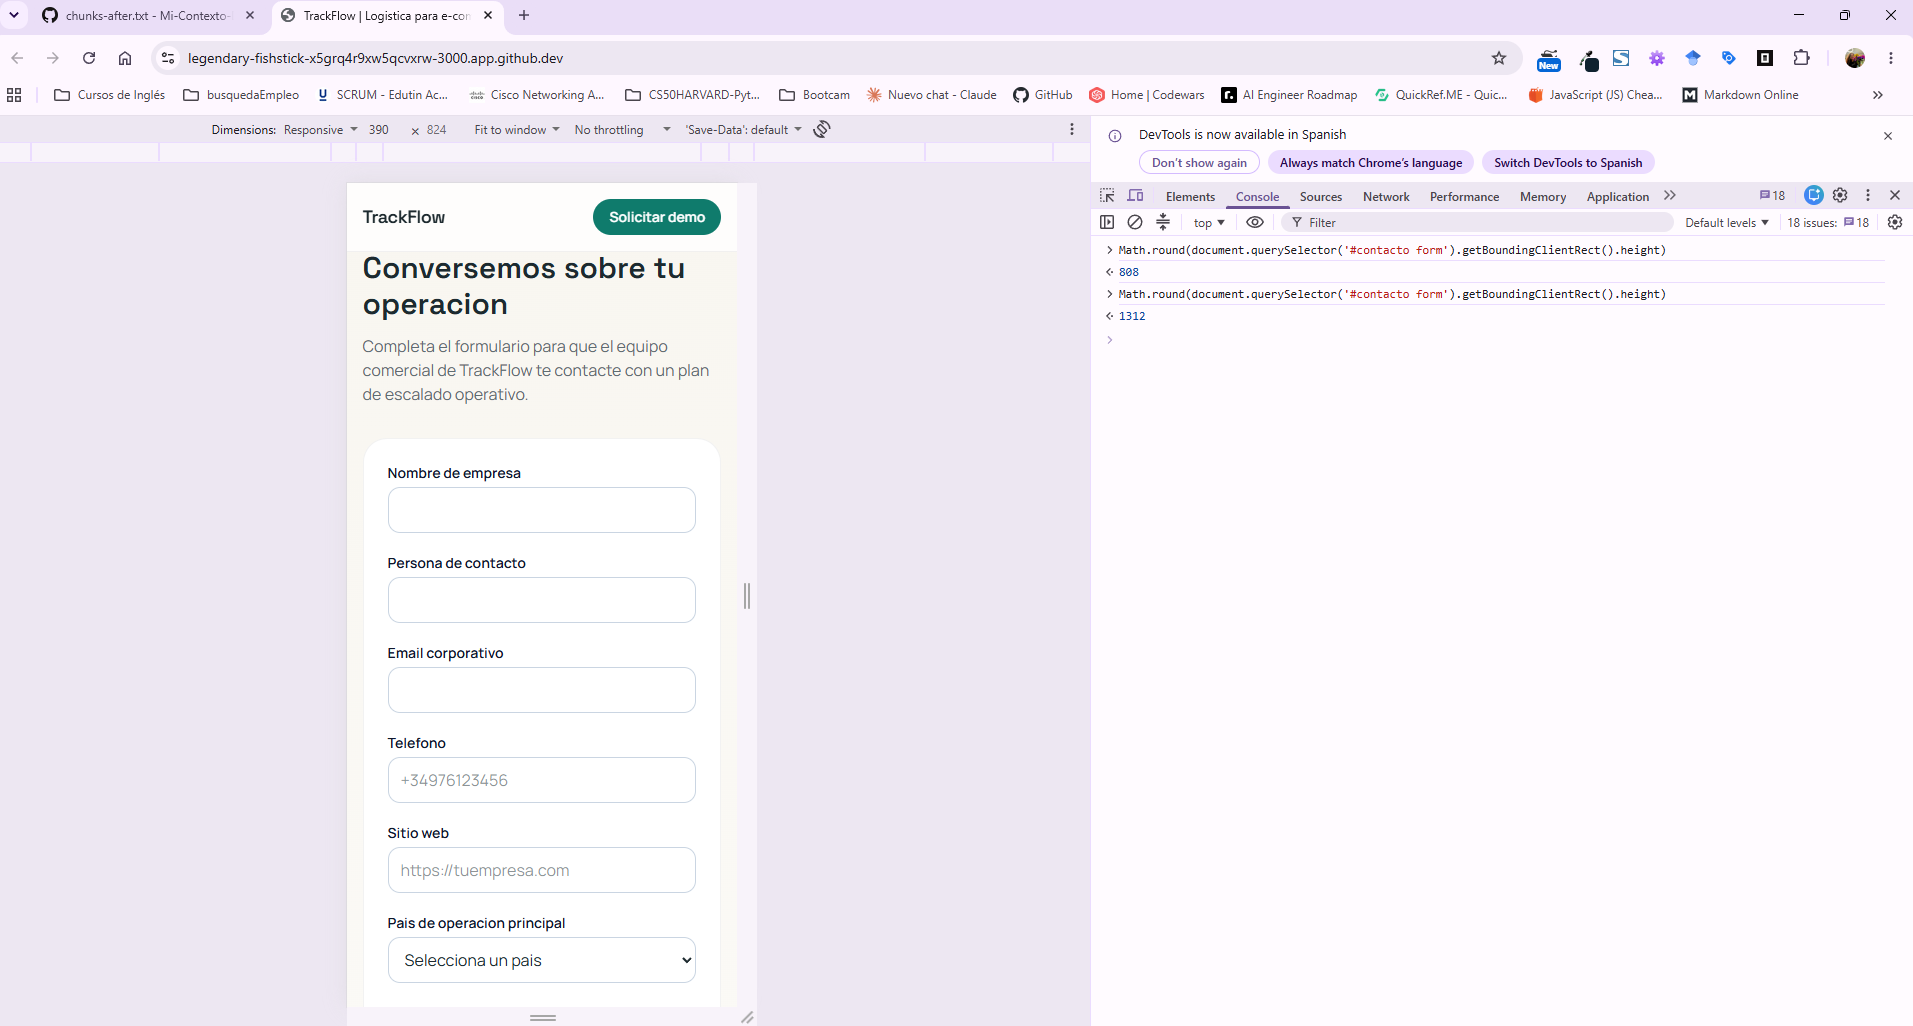 chunks-after.txt - Mi-Contexto-
TrackFlow | Logistica para e-con
legendary-fishstick-x5grq4r9xw5qcvxrw-3000.app.github.dev
New
Cursos de Inglés
busquedaEmpleo
SCRUM - Edutin Ac...
Cisco Networking A...
CS50HARVARD-Pyt...
Bootcam
Nuevo chat - Claude
GitHub
Home | Codewars
AI Engineer Roadmap
QuickRef.ME - Quic...
JavaScript (JS) Chea...
Markdown Online
Dimensions: Responsive 390 × 824 Fit to window No throttling 'Save-Data': default
DevTools is now available in Spanish
Don't show again Always match Chrome's language Switch DevTools to Spanish
Elements Console Sources Network Performance Memory Application 18
top Filter Default levels 18 issues: 18
Math.round(document.querySelector('#contacto form').getBoundingClientRect().height)
808
Math.round(document.querySelector('#contacto form').getBoundingClientRect().height)
1312
TrackFlow
Solicitar demo
Conversemos sobre tu
operacion
Completa el formulario para que el equipo
comercial de TrackFlow te contacte con un plan
de escalado operativo.
Nombre de empresa
Persona de contacto
Email corporativo
Telefono
+34976123456
Sitio web
https://tuempresa.com
Pais de operacion principal
Selecciona un pais